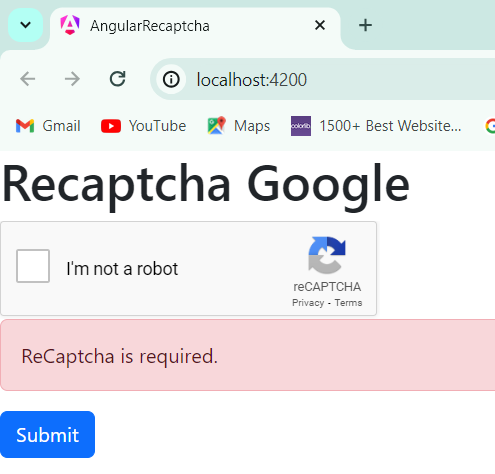 AngularRecaptcha
localhost:4200
Gmail YouTube Maps colorlib 1500+ Best Website...
Recaptcha Google
I'm not a robot
reCAPTCHA
Privacy - Terms
ReCaptcha is required.
Submit